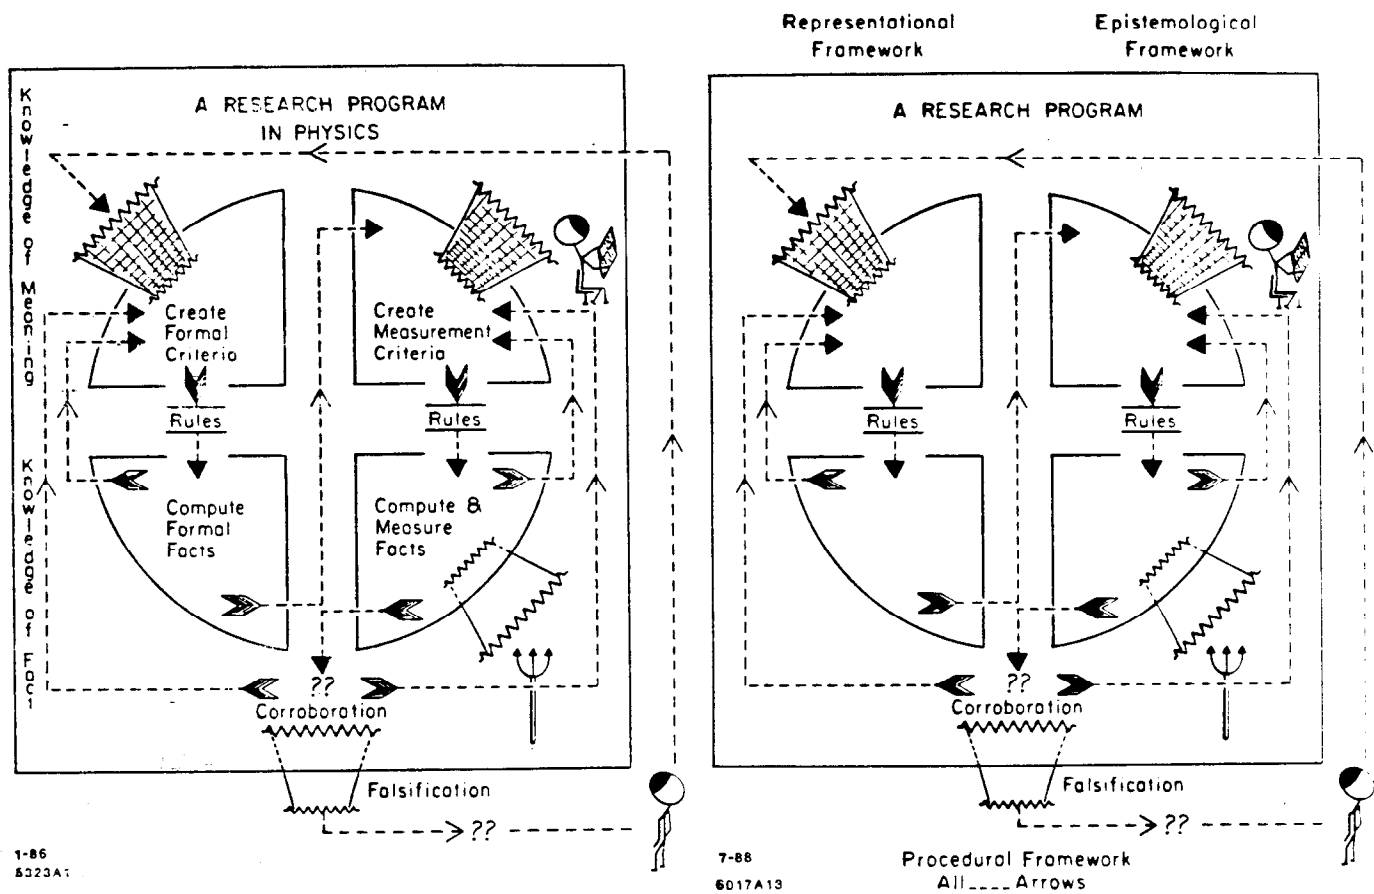 A RESEARCH PROGRAM
IN PHYSICS
Knowledge of Meaning
Knowledge of Fact
Create
Formal
Criteria
Create
Measurement
Criteria
Rules
Rules
Compute
Formal
Facts
Compute &
Measure
Facts
??
Corroboration
Falsification
??
1-86
Representational
Framework
Epistemological
Framework
A RESEARCH PROGRAM
Rules
Rules
??
Corroboration
Falsification
??
7-88
6017A13
Procedural Framework
All ____ Arrows